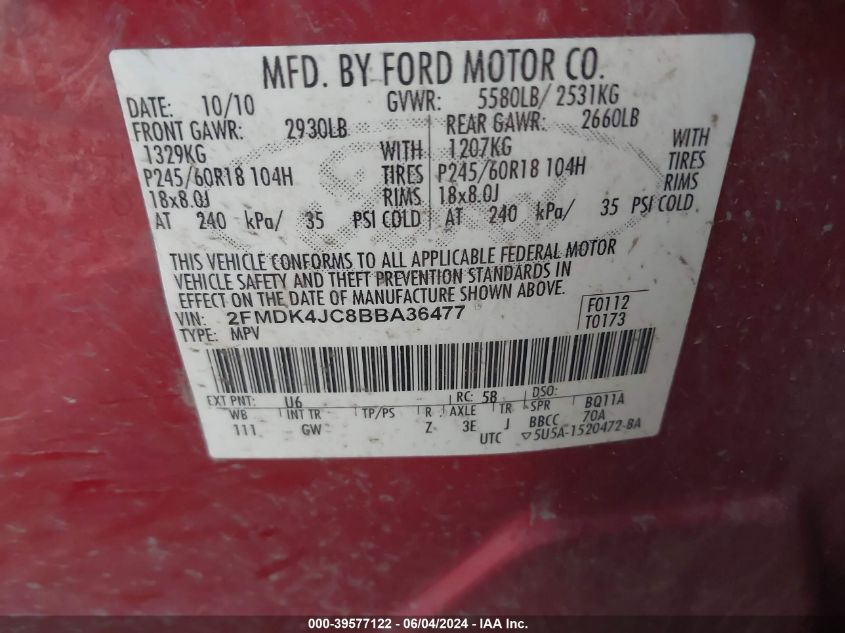 MFD. BY FORD MOTOR CO.
DATE: 10/10 GVWR: 5580LB/ 2531KG
FRONT GAWR: 2930LB REAR GAWR: 2660LB
1329KG WITH 1207KG WITH
P245/60R18 104H TIRES P245/60R18 104H TIRES
18x8.0J RIMS 18x8.0J RIMS
AT 240 kPa/ 35 PSI COLD AT 240 kPa/ 35 PSI COLD
THIS VEHICLE CONFORMS TO ALL APPLICABLE FEDERAL MOTOR
VEHICLE SAFETY AND THEFT PREVENTION STANDARDS IN
EFFECT ON THE DATE OF MANUFACTURE SHOWN ABOVE.
VIN: 2FMDK4JC8BBA36477 F0112
TYPE: MPV T0173
EXT PNT: U6 RC: 58 DSO:
WB INT TR TP/PS R AXLE TR SPR BQ11A
111 GW Z 3E J BBCC 70A
UTC ▽5U5A-1520472-BA
000-39577122 - 06/04/2024 - IAA Inc.